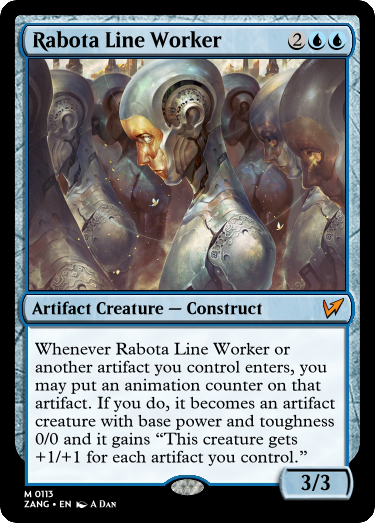 Rabota Line Worker 2
Artifact Creature — Construct
Whenever Rabota Line Worker or
another artifact you control enters, you
may put an animation counter on that
artifact. If you do, it becomes an artifact
creature with base power and toughness
0/0 and it gains “This creature gets
+1/+1 for each artifact you control.”
3/3
M 0113
ZANG • EN A Dan